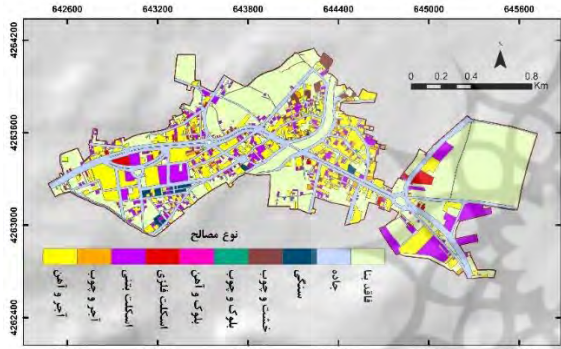 642600 643200 643800 644400 645000 645600
4264200
4263000
4262400
0 0.2 0.4 0.8
Km
نوع مصالح
آجر و آهن
آجر و چوب
اسکلت بتنی
اسکلت فلزی
بلوک و آهن
بلوک و چوب
خشت و چوب
سنگی
جاده
فاقد بنا